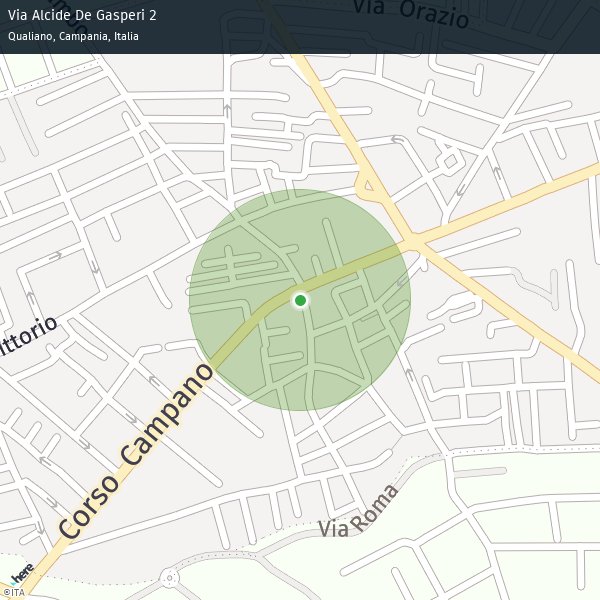 Via Alcide De Gasperi 2
Qualiano, Campania, Italia
Via Orazio
ittorio
Corso Campano
Via Roma
here
©ITA